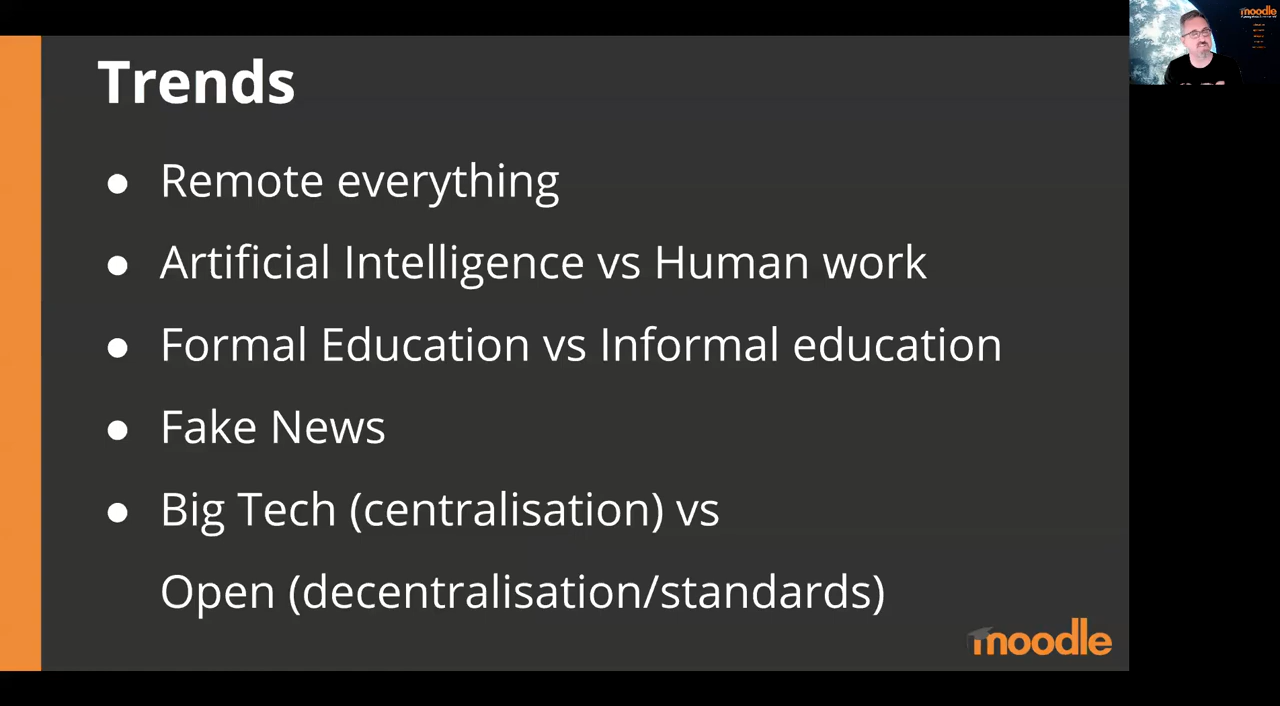 Trends
● Remote everything
● Artificial Intelligence vs Human work
● Formal Education vs Informal education
● Fake News
● Big Tech (centralisation) vs
Open (decentralisation/standards)
moodle
moodle